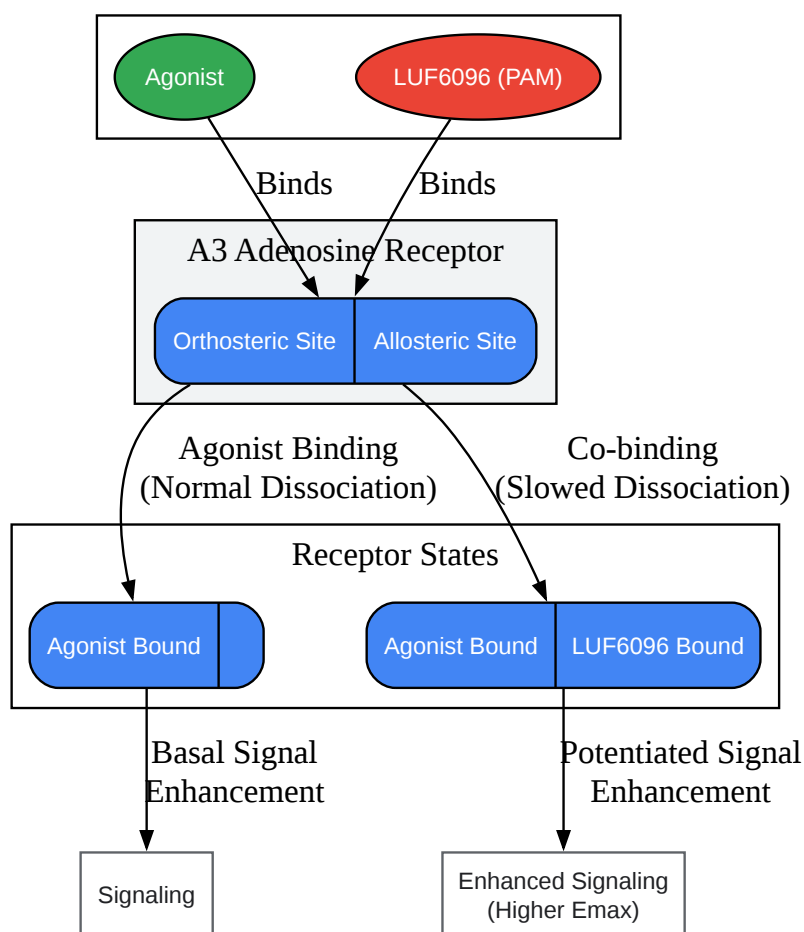 Agonist
LUF6096 (PAM)
Binds
Binds
A3 Adenosine Receptor
Orthosteric Site
Allosteric Site
Agonist Binding
(Normal Dissociation)
Co-binding
(Slowed Dissociation)
Receptor States
Agonist Bound
Agonist Bound
LUF6096 Bound
Basal Signal
Enhancement
Potentiated Signal
Enhancement
Signaling
Enhanced Signaling
(Higher Emax)